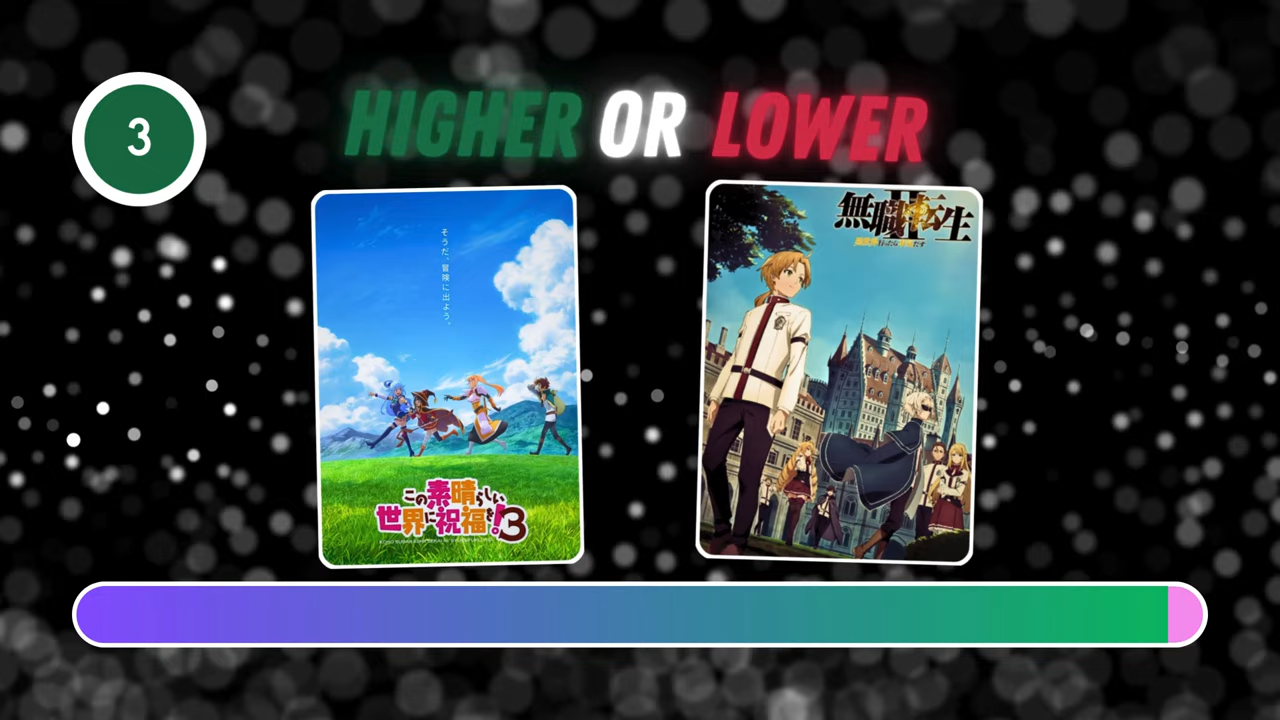 3
HIGHER OR LOWER
そうだ、冒険に出よう。
この素晴らしい
世界に祝福を!3
無職転生
II